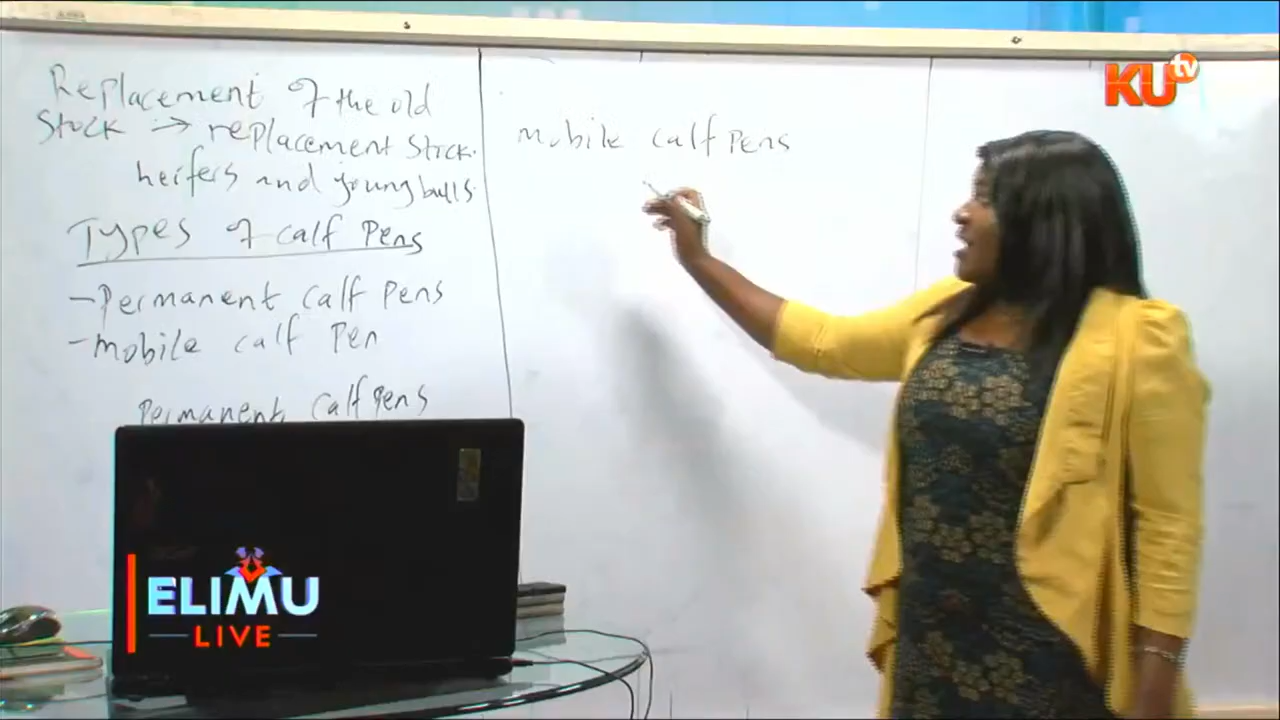 Replacement of the old
Stock → replacement stock.
heifers and young bulls.
Types of calf Pens
- Permanent calf Pens
- mobile calf Pen
Permanent calf Pens
mobile calf Pens
KU tv
ELIMU
LIVE